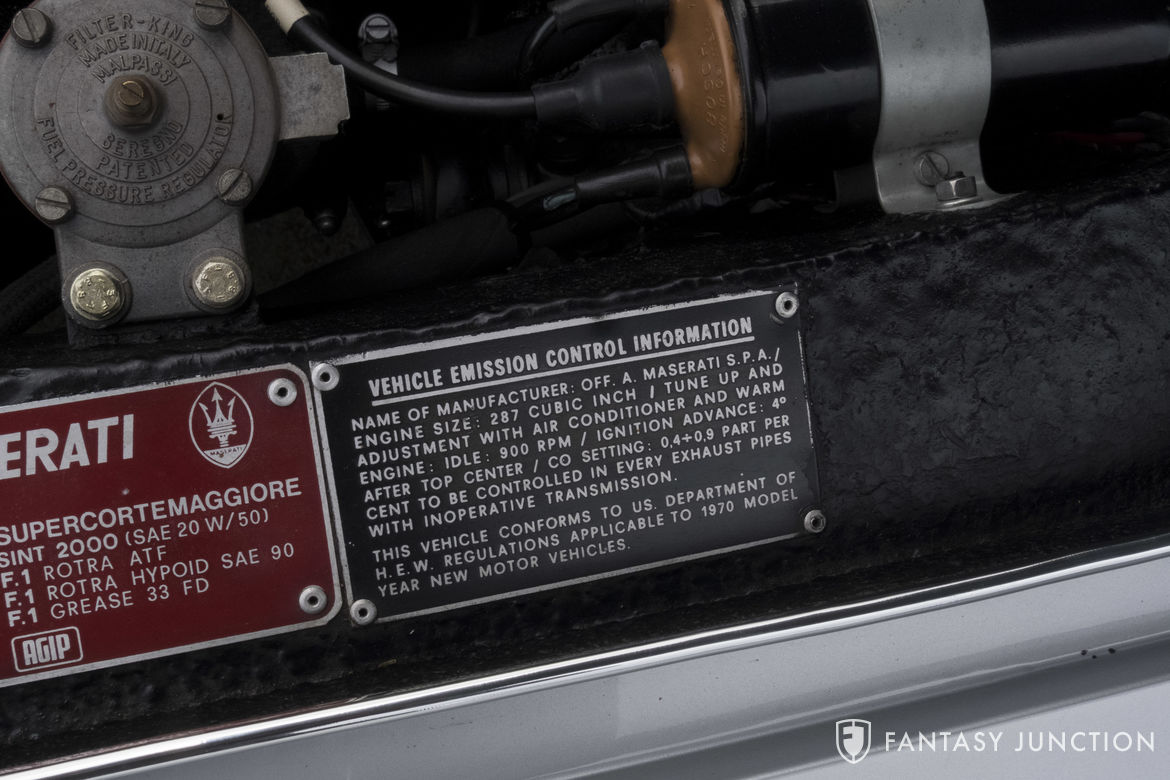 FILTER-KING
MADE IN ITALY
MALPASSI
SEREGNO
PATENTED
FUEL PRESSURE REGULATOR
BOSCH
VEHICLE EMISSION CONTROL INFORMATION
NAME OF MANUFACTURER: OFF. A. MASERATI S.P.A./
ENGINE SIZE: 287 CUBIC INCH / TUNE UP AND
ADJUSTMENT WITH AIR CONDITIONER AND WARM
ENGINE: IDLE: 900 RPM / IGNITION ADVANCE: 4°
AFTER TOP CENTER / CO SETTING: 0,4÷0,9 PART PER
CENT TO BE CONTROLLED IN EVERY EXHAUST PIPES
WITH INOPERATIVE TRANSMISSION.
THIS VEHICLE CONFORMS TO US. DEPARTMENT OF
H.E.W. REGULATIONS APPLICABLE TO 1970 MODEL
YEAR NEW MOTOR VEHICLES.
ERATI
MASERATI
SUPERCORTEMAGGIORE
SINT 2000 (SAE 20 W/50)
F.1 ROTRA ATF
F.1 ROTRA HYPOID SAE 90
F.1 GREASE 33 FD
AGIP
FANTASY JUNCTION